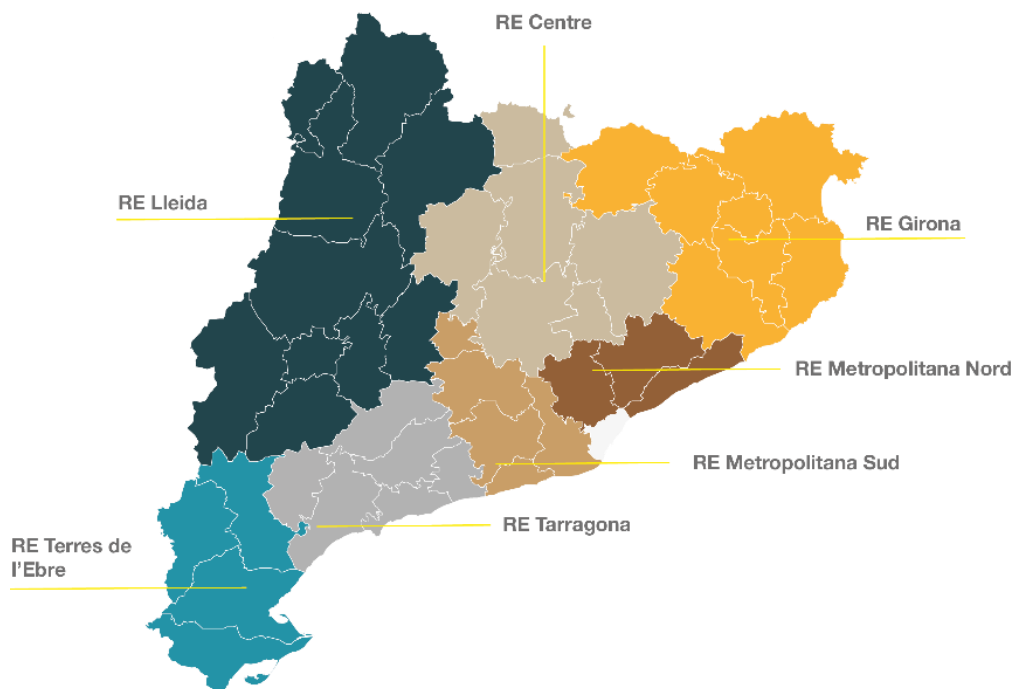 RE Centre
RE Lleida
RE Girona
RE Metropolitana Nord
RE Metropolitana Sud
RE Tarragona
RE Terres de
l'Ebre